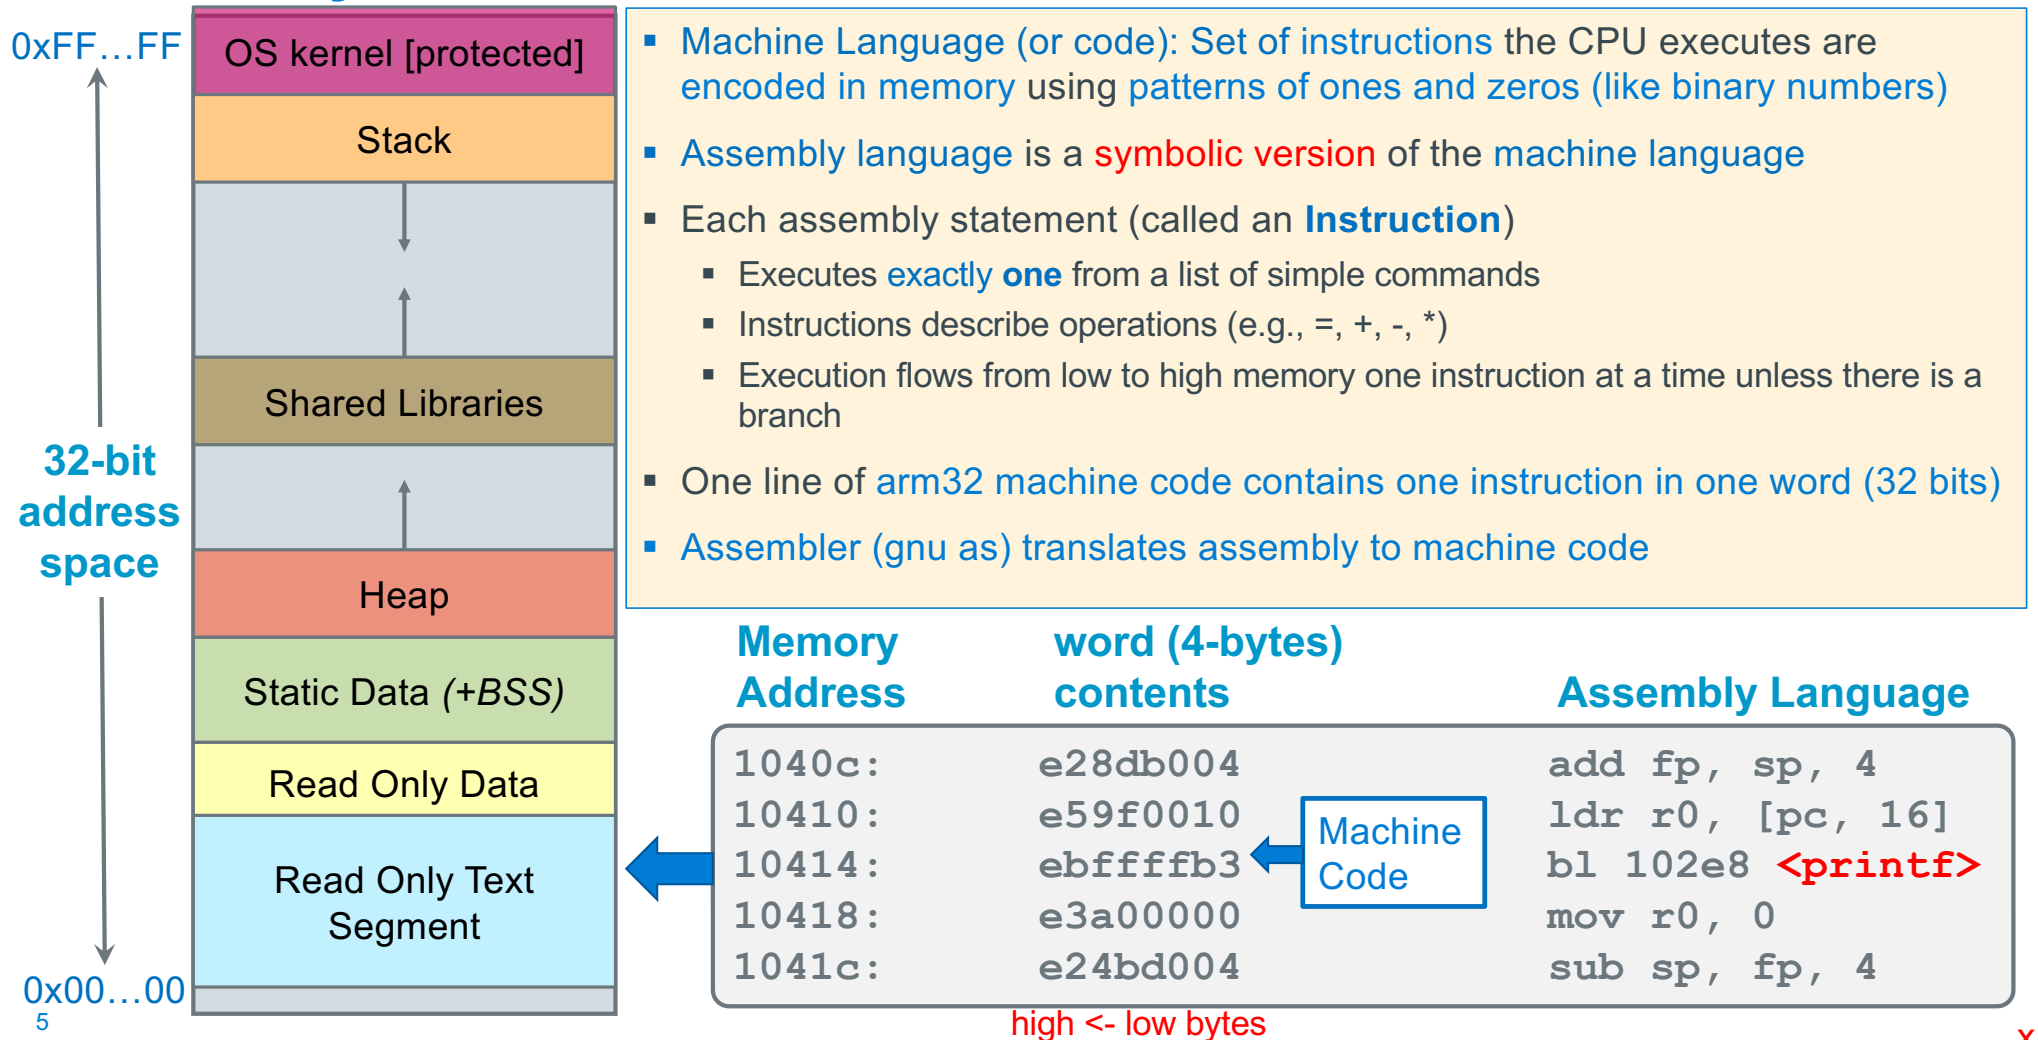 0xFF…FF
OS kernel [protected]
Stack
Shared Libraries
32-bit
address
space
Heap
Static Data (+BSS)
Read Only Data
Read Only Text
Segment
0x00…00
5
▪ Machine Language (or code): Set of instructions the CPU executes are
encoded in memory using patterns of ones and zeros (like binary numbers)
▪ Assembly language is a symbolic version of the machine language
▪ Each assembly statement (called an Instruction)
▪ Executes exactly one from a list of simple commands
▪ Instructions describe operations (e.g., =, +, -, *)
▪ Execution flows from low to high memory one instruction at a time unless there is a
branch
▪ One line of arm32 machine code contains one instruction in one word (32 bits)
▪ Assembler (gnu as) translates assembly to machine code
Memory
Address
word (4-bytes)
contents
Assembly Language
1040c: e28db004 add fp, sp, 4
10410: e59f0010 ldr r0, [pc, 16]
10414: ebffffb3 bl 102e8 <printf>
10418: e3a00000 mov r0, 0
1041c: e24bd004 sub sp, fp, 4
Machine
Code
high <- low bytes
x